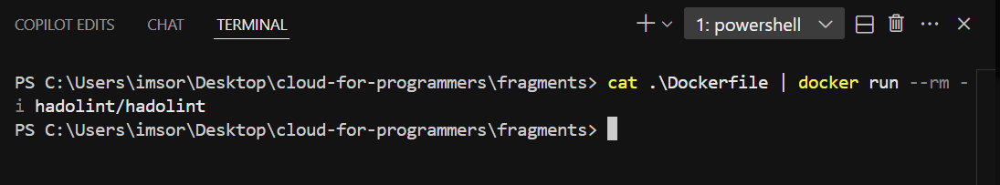 COPILOT EDITS CHAT TERMINAL 1: powershell
PS C:\Users\imsor\Desktop\cloud-for-programmers\fragments> cat .\Dockerfile | docker run --rm -
i hadolint/hadolint
PS C:\Users\imsor\Desktop\cloud-for-programmers\fragments>